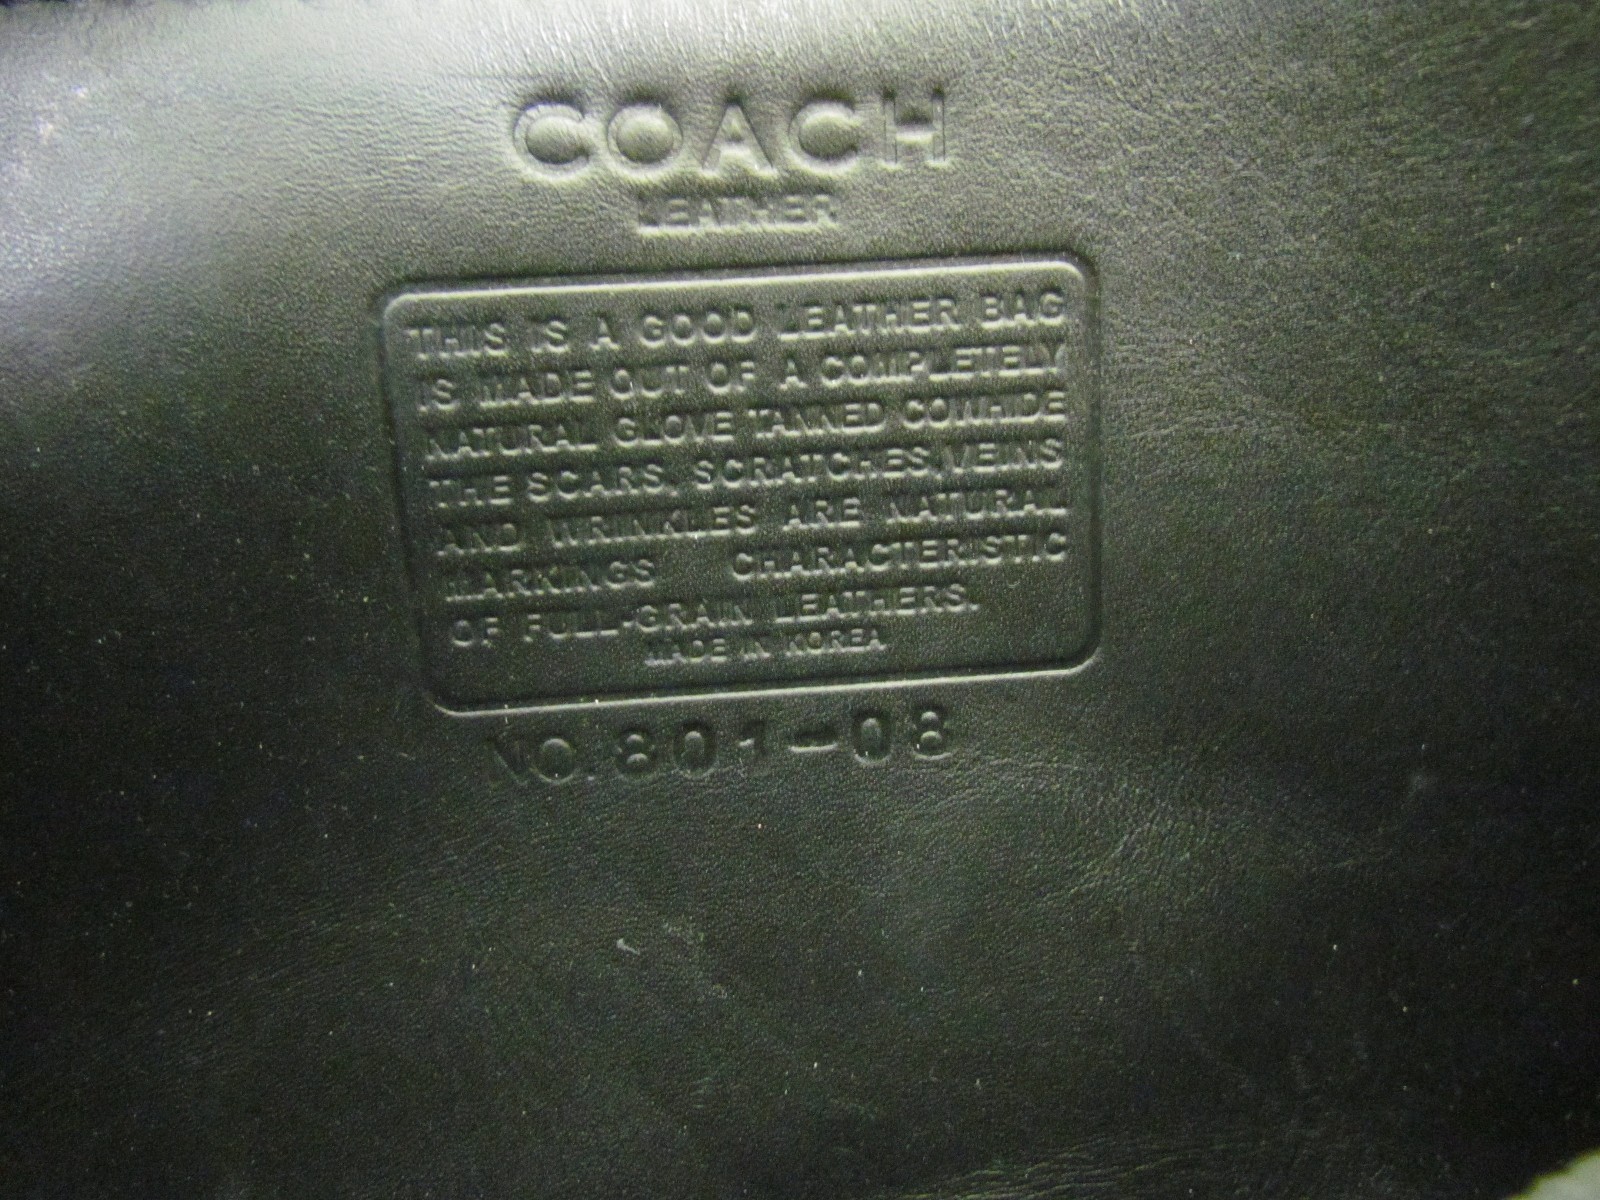 COACH
LEATHER
THIS IS A GOOD LEATHER BAG
IS MADE OUT OF A COMPLETELY
NATURAL GLOVE TANNED COWHIDE
THE SCARS, SCRATCHES, VEINS
AND WRINKLES ARE NATURAL
MARKINGS CHARACTERISTIC
OF FULL-GRAIN LEATHERS.
MADE IN KOREA
NO.801-08